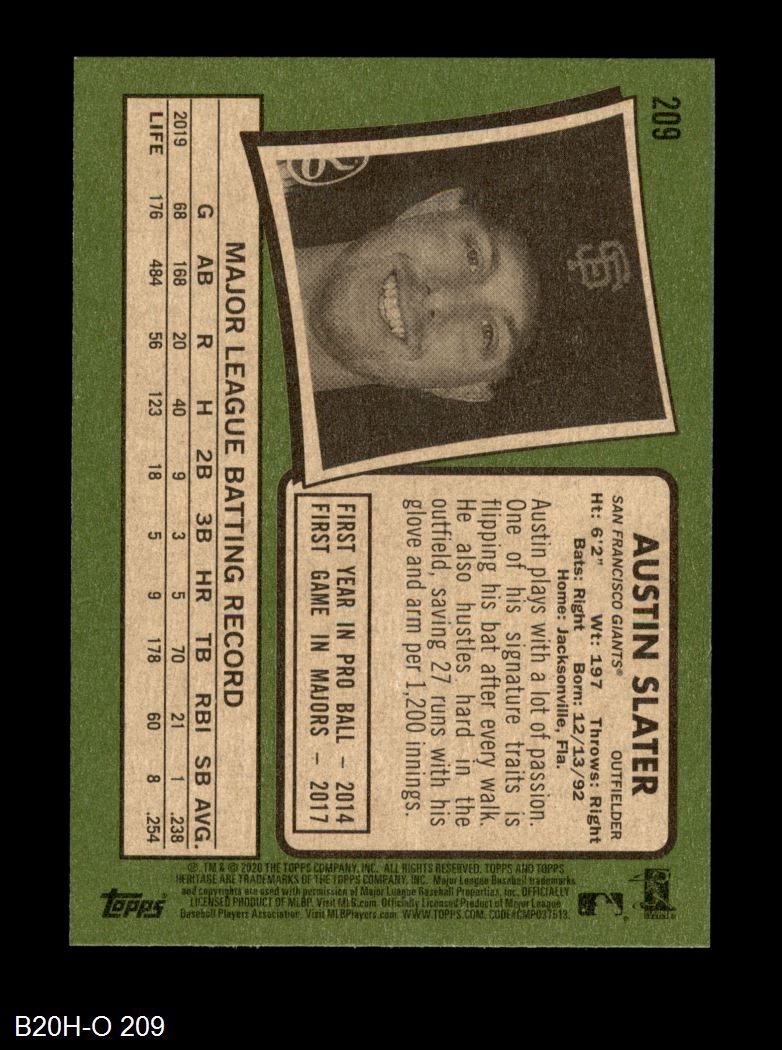 209
SF
AUSTIN SLATER
SAN FRANCISCO GIANTS® OUTFIELDER
Ht: 6'2" Wt: 197 Throws: Right
Bats: Right Born: 12/13/92
Home: Jacksonville, Fla.
Austin plays with a lot of passion.
One of his signature traits is
flipping his bat after every walk.
He also hustles hard in the
outfield, saving 27 runs with his
glove and arm per 1,200 innings.
FIRST YEAR IN PRO BALL – 2014
FIRST GAME IN MAJORS – 2017
MAJOR LEAGUE BATTING RECORD
G AB R H 2B 3B HR TB RBI SB AVG.
2019 68 168 20 40 9 3 5 70 21 1 .238
LIFE 176 484 56 123 18 5 9 178 60 8 .254
®, TM & © 2020 THE TOPPS COMPANY, INC. ALL RIGHTS RESERVED. TOPPS AND TOPPS
HERITAGE ARE TRADEMARKS OF THE TOPPS COMPANY, INC. Major League Baseball trademarks
and copyrights are used with permission of Major League Baseball Properties, Inc. OFFICIALLY
LICENSED PRODUCT OF MLBP. Visit MLB.com. Officially Licensed Product of Major League
Baseball Players Association. Visit MLBPlayers.com. WWW.TOPPS.COM. CODE#CMP037613.
Topps
B20H-O 209